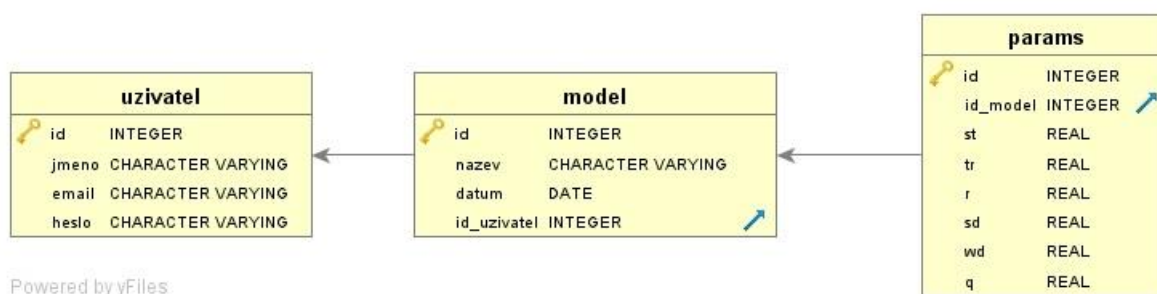 uzivatel
id INTEGER
jmeno CHARACTER VARYING
email CHARACTER VARYING
heslo CHARACTER VARYING
model
id INTEGER
nazev CHARACTER VARYING
datum DATE
id_uzivatel INTEGER
params
id INTEGER
id_model INTEGER
st REAL
tr REAL
r REAL
sd REAL
wd REAL
q REAL
Powered by yFiles